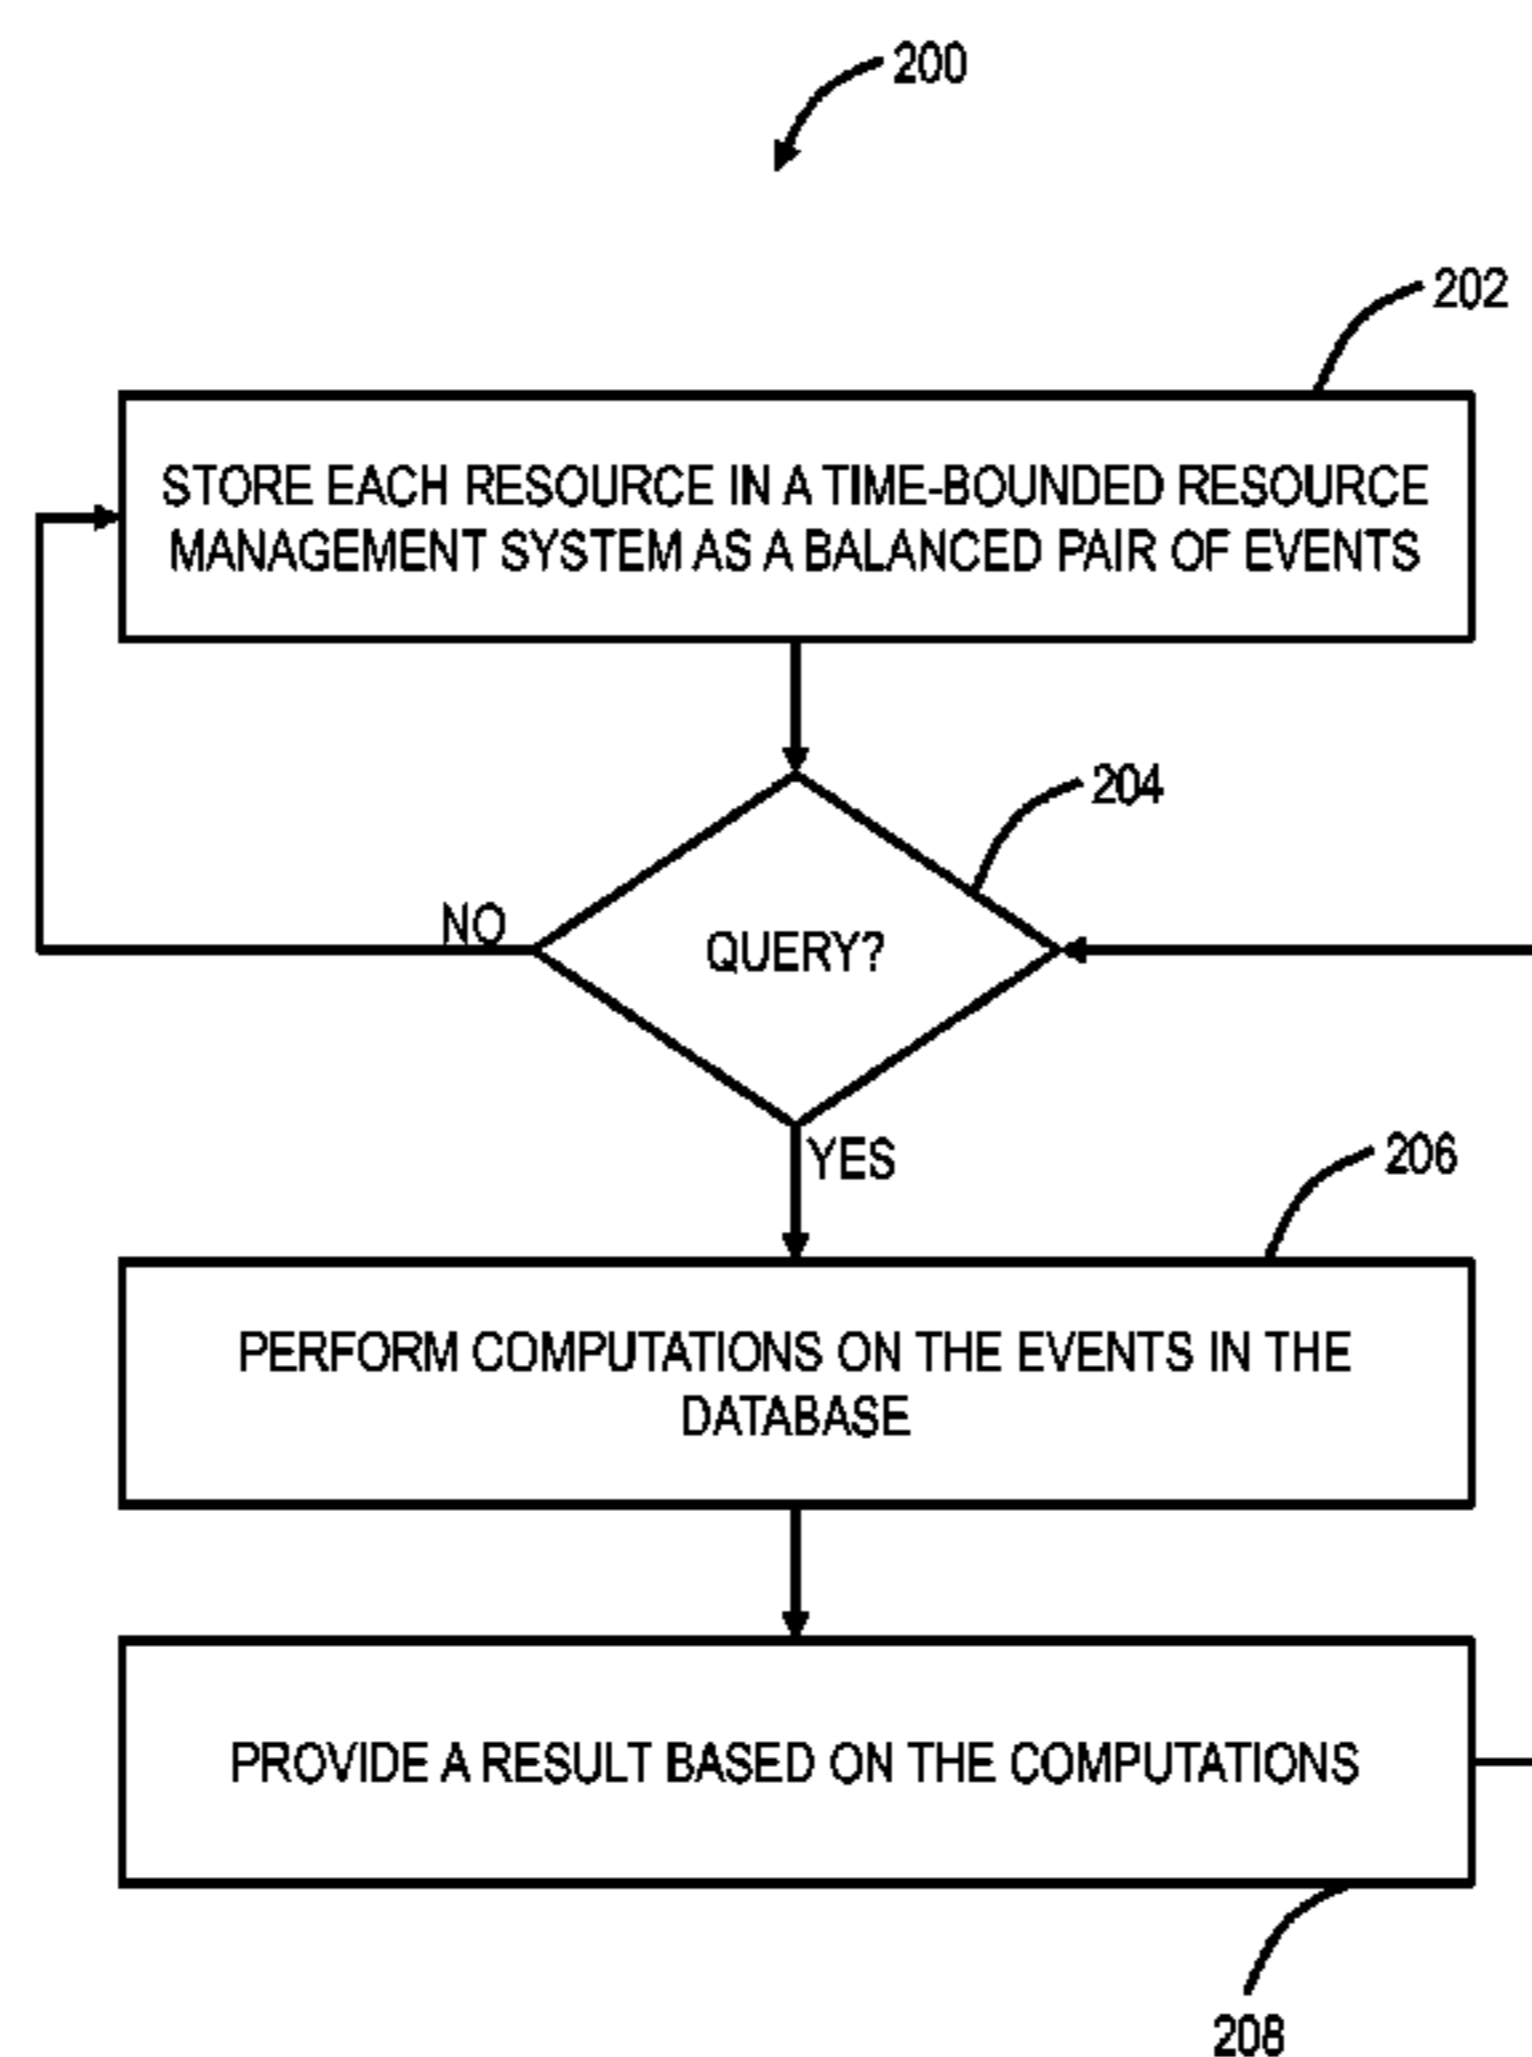 200
202
STORE EACH RESOURCE IN A TIME-BOUNDED RESOURCE
MANAGEMENT SYSTEM AS A BALANCED PAIR OF EVENTS
204
NO
QUERY?
YES
206
PERFORM COMPUTATIONS ON THE EVENTS IN THE
DATABASE
PROVIDE A RESULT BASED ON THE COMPUTATIONS
208